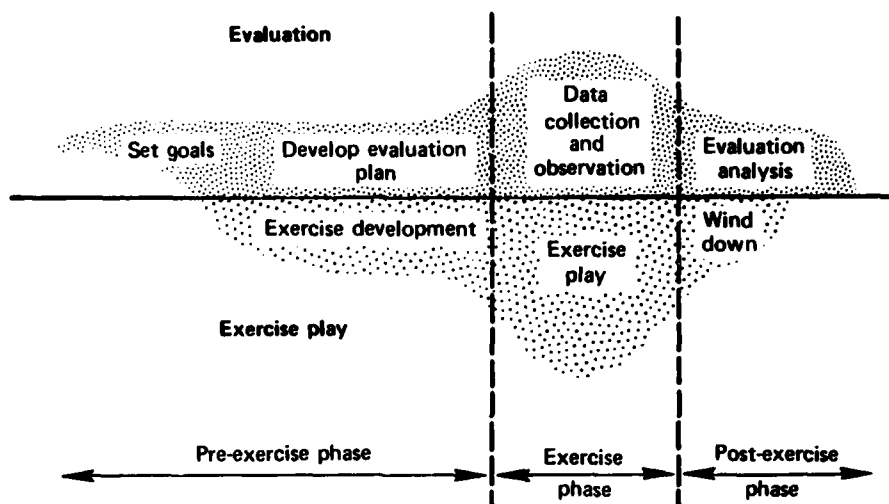 Evaluation
Set goals
Develop evaluation
plan
Data
collection
and
observation
Evaluation
analysis
Exercise development
Exercise
play
Wind
down
Exercise play
Pre-exercise phase
Exercise
phase
Post-exercise
phase